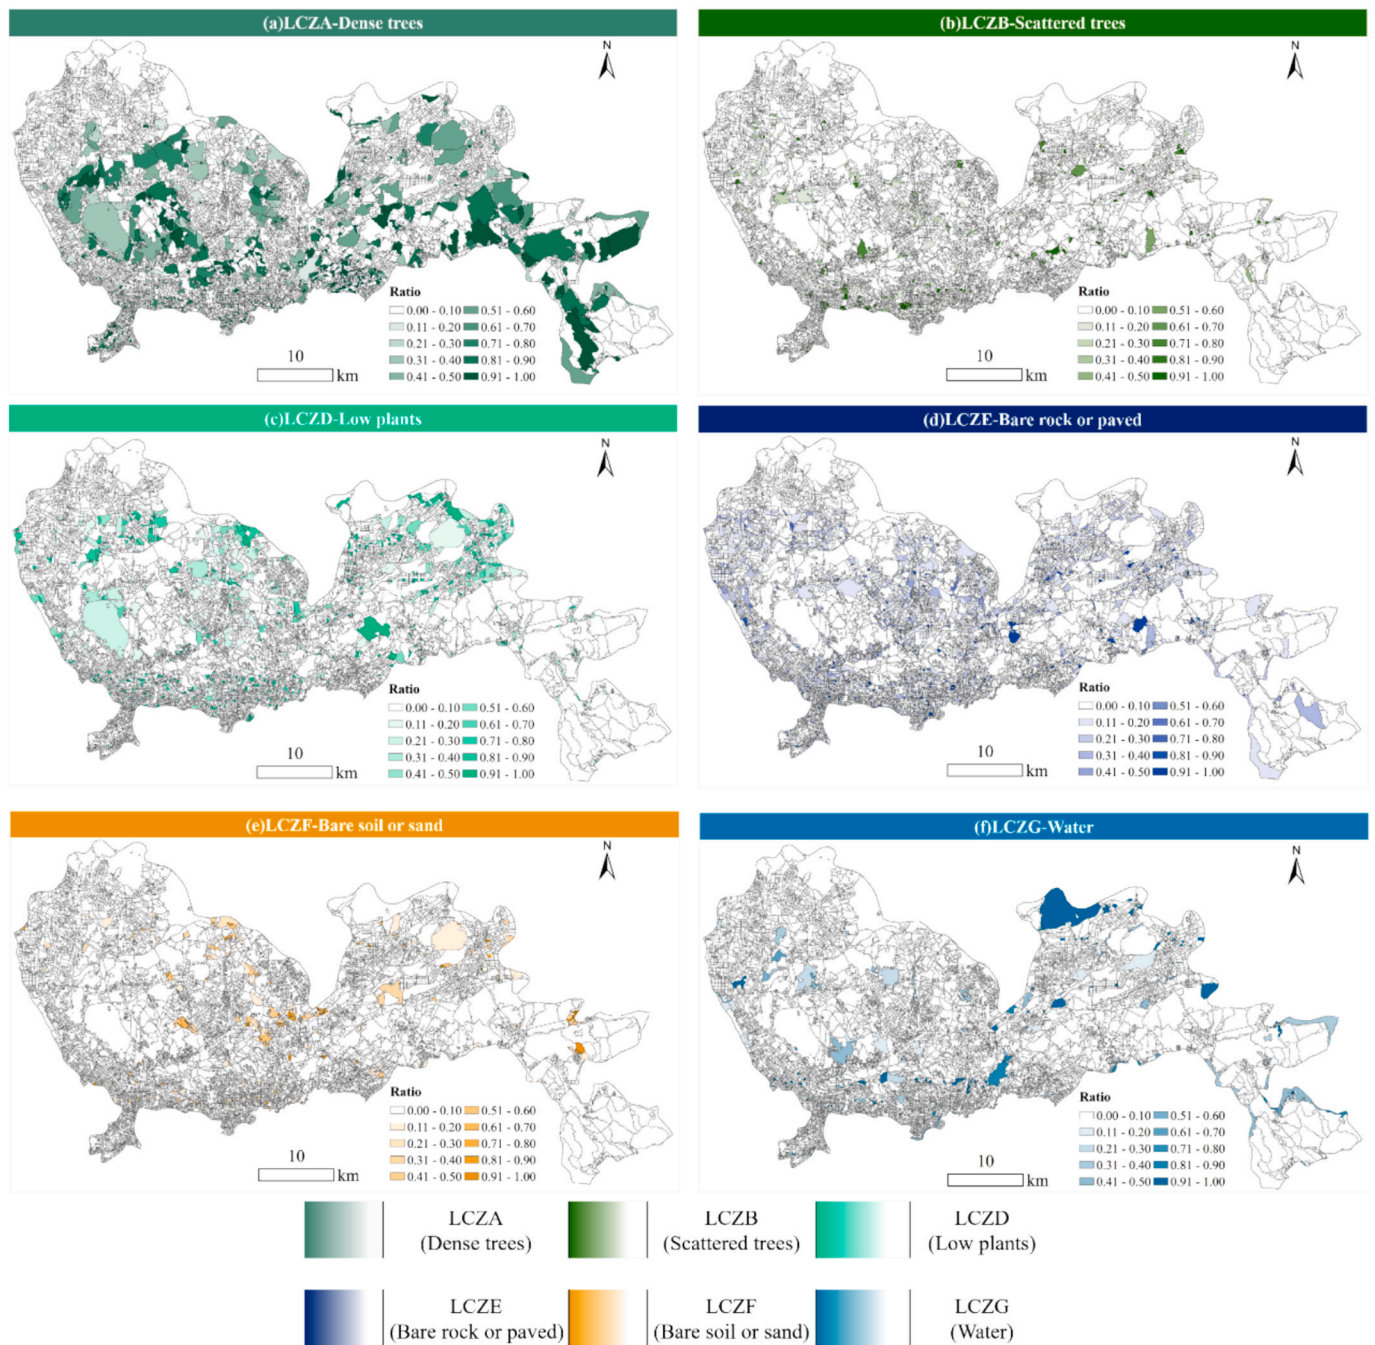 (a)LCZA-Dense trees
N
Ratio
0.00 - 0.10 0.51 - 0.60
0.11 - 0.20 0.61 - 0.70
0.21 - 0.30 0.71 - 0.80
0.31 - 0.40 0.81 - 0.90
0.41 - 0.50 0.91 - 1.00
10
km
(b)LCZB-Scattered trees
N
Ratio
0.00 - 0.10 0.51 - 0.60
0.11 - 0.20 0.61 - 0.70
0.21 - 0.30 0.71 - 0.80
0.31 - 0.40 0.81 - 0.90
0.41 - 0.50 0.91 - 1.00
10
km
(c)LCZD-Low plants
N
Ratio
0.00 - 0.10 0.51 - 0.60
0.11 - 0.20 0.61 - 0.70
0.21 - 0.30 0.71 - 0.80
0.31 - 0.40 0.81 - 0.90
0.41 - 0.50 0.91 - 1.00
10
km
(d)LCZE-Bare rock or paved
N
Ratio
0.00 - 0.10 0.51 - 0.60
0.11 - 0.20 0.61 - 0.70
0.21 - 0.30 0.71 - 0.80
0.31 - 0.40 0.81 - 0.90
0.41 - 0.50 0.91 - 1.00
10
km
(e)LCZF-Bare soil or sand
N
Ratio
0.00 - 0.10 0.51 - 0.60
0.11 - 0.20 0.61 - 0.70
0.21 - 0.30 0.71 - 0.80
0.31 - 0.40 0.81 - 0.90
0.41 - 0.50 0.91 - 1.00
10
km
(f)LCZG-Water
N
Ratio
0.00 - 0.10 0.51 - 0.60
0.11 - 0.20 0.61 - 0.70
0.21 - 0.30 0.71 - 0.80
0.31 - 0.40 0.81 - 0.90
0.41 - 0.50 0.91 - 1.00
10
km
LCZA
(Dense trees)
LCZB
(Scattered trees)
LCZD
(Low plants)
LCZE
(Bare rock or paved)
LCZF
(Bare soil or sand)
LCZG
(Water)